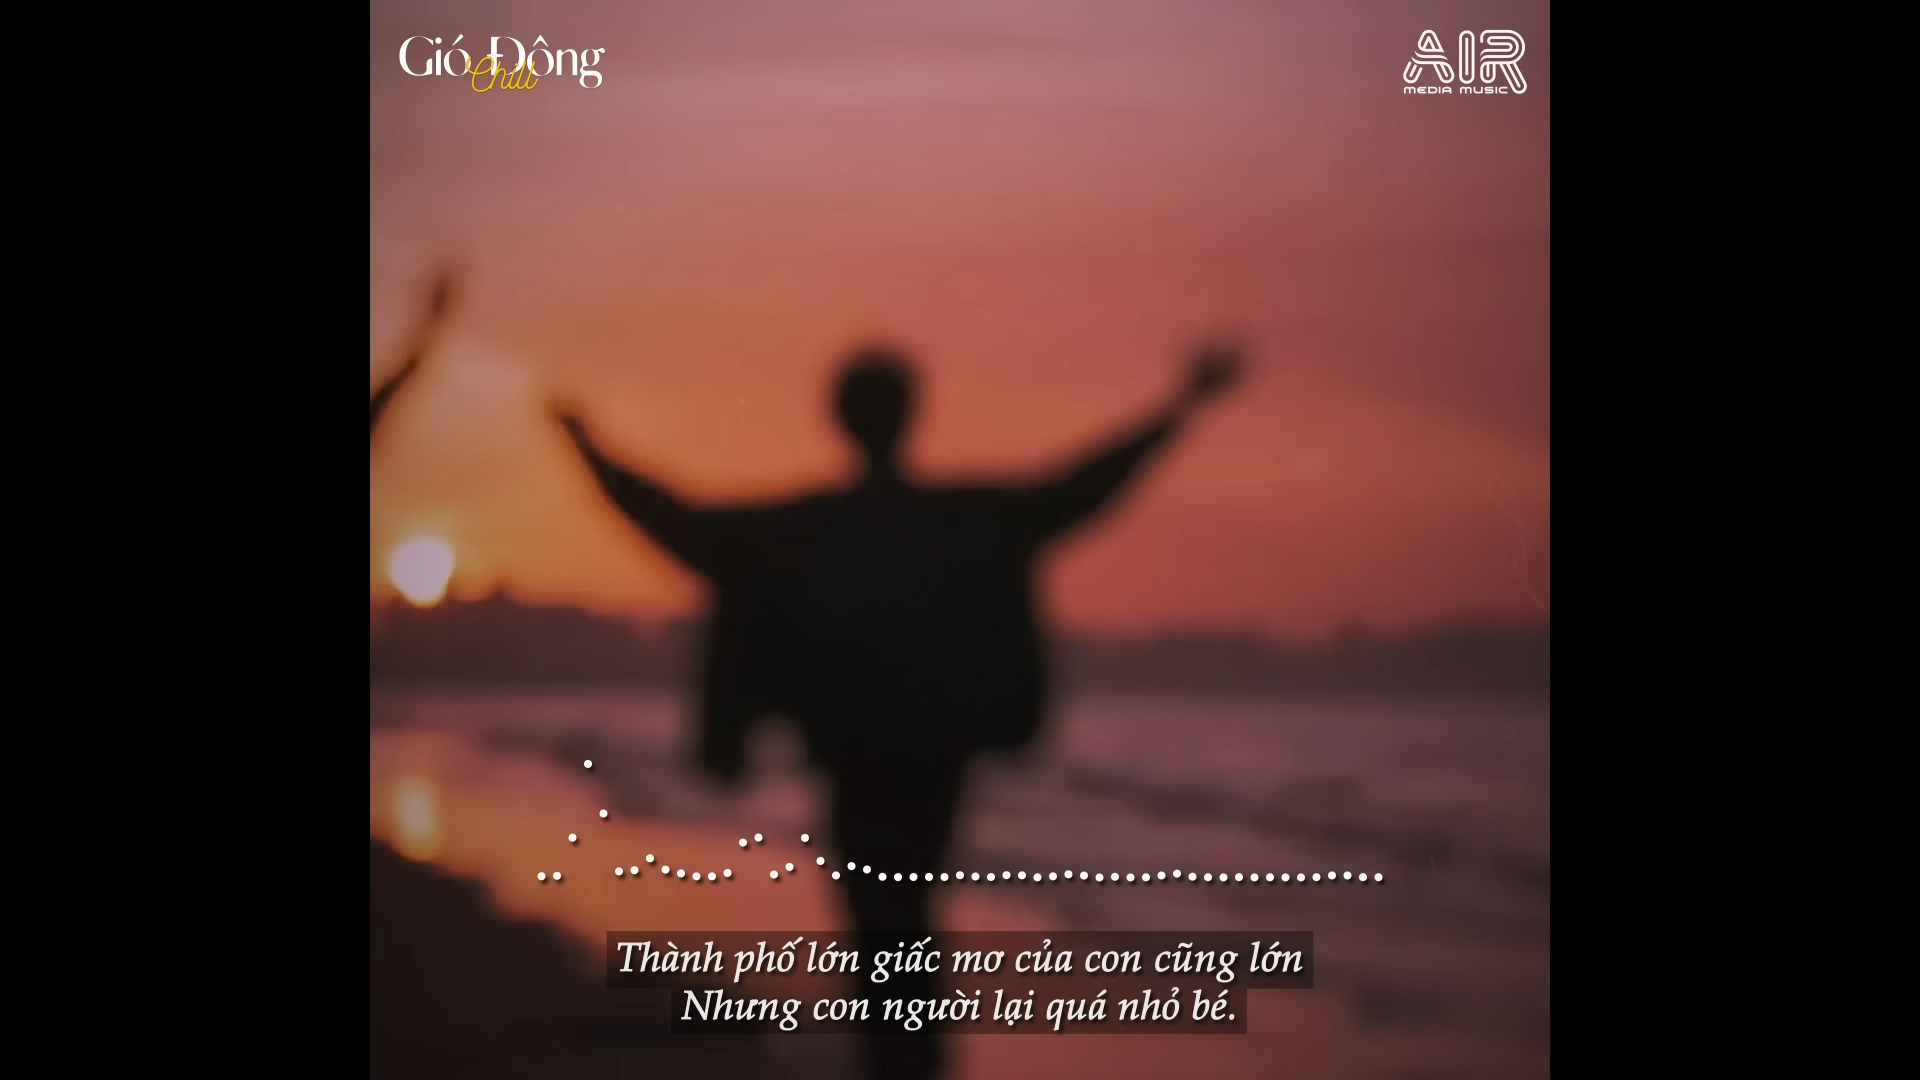 Gió Đông
Chill
AIR
MEDIA MUSIC
Thành phố lớn giấc mơ của con cũng lớn
Nhưng con người lại quá nhỏ bé.